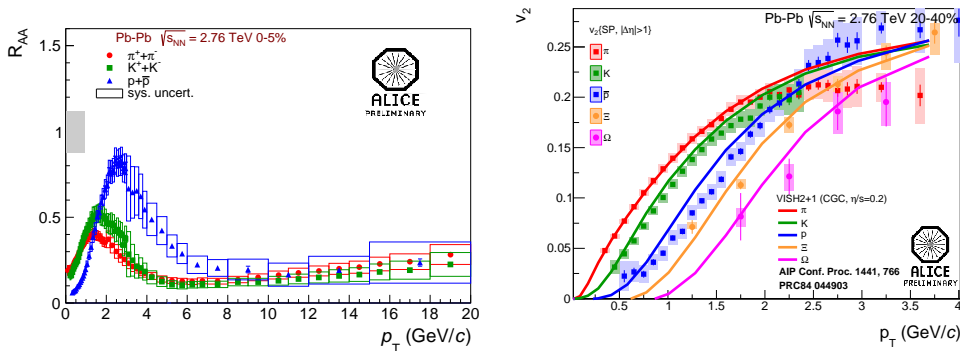 R_AA
Pb-Pb √s_NN = 2.76 TeV 0-5%
π⁺+π⁻
K⁺+K⁻
p+p̅
sys. uncert.
ALICE
PRELIMINARY
1.5
1
0.5
0
0 2 4 6 8 10 12 14 16 18 20
p_T (GeV/c)
v₂
Pb-Pb √s_NN = 2.76 TeV 20-40%
v₂{SP, |Δη|>1}
π
K
p̅
Ξ
Ω
0.25
0.2
0.15
0.1
0.05
0
VISH2+1 (CGC, η/s=0.2)
π
K
p
Ξ
Ω
AIP Conf. Proc. 1441, 766
PRC84 044903
ALICE
PRELIMINARY
0 0.5 1 1.5 2 2.5 3 3.5 4
p_T (GeV/c)